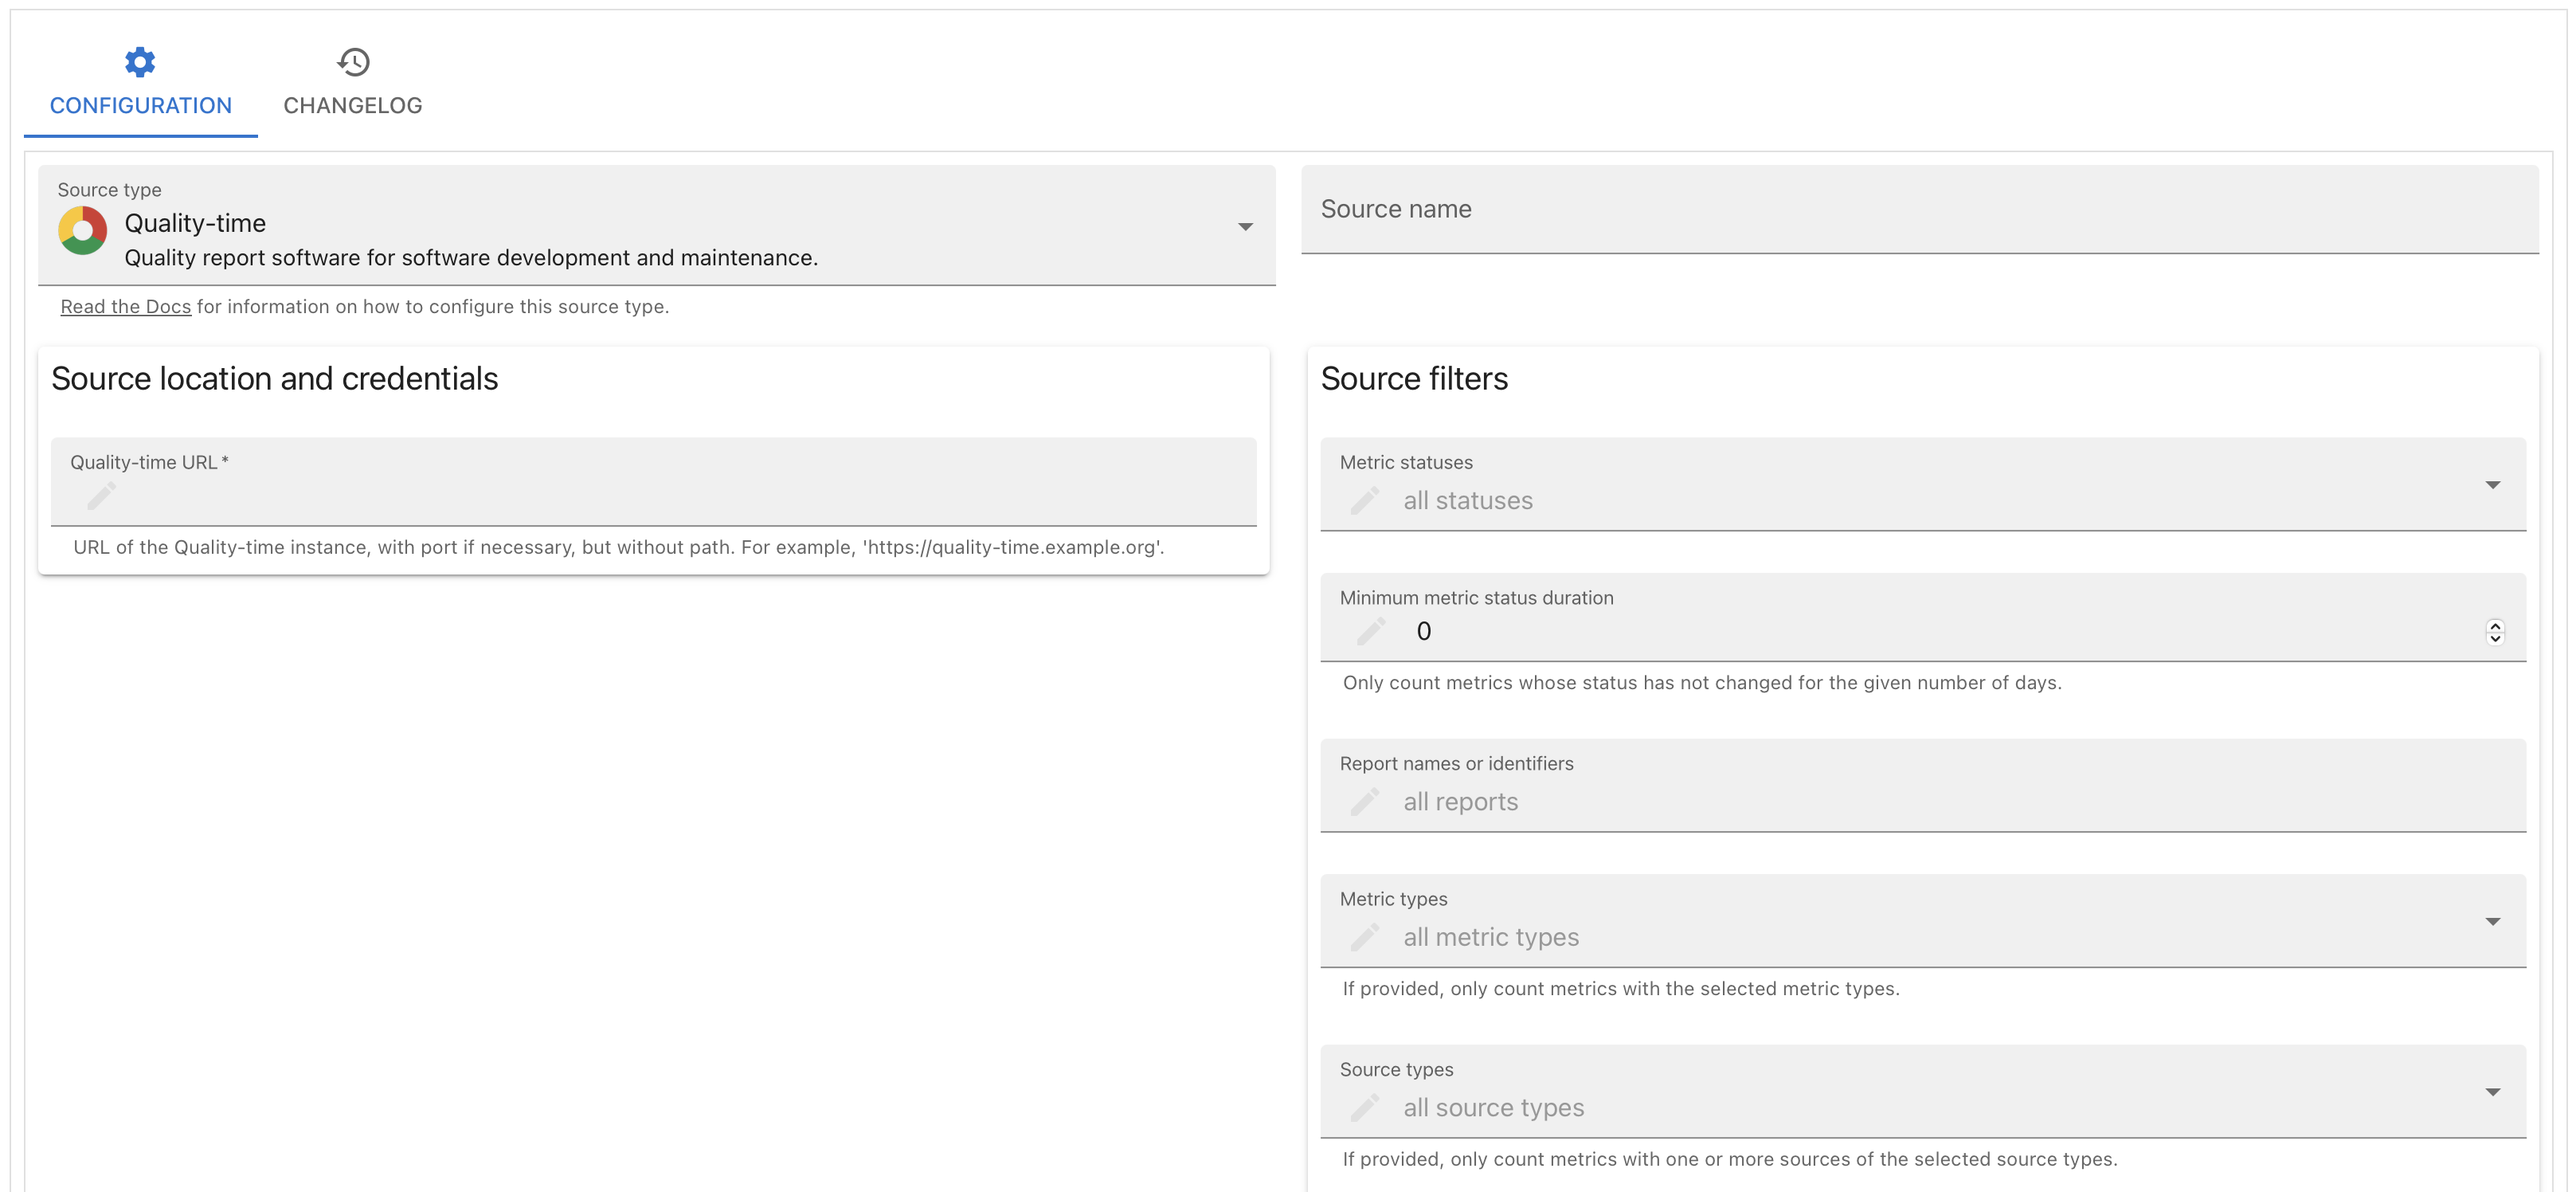 CONFIGURATION
CHANGELOG
Source type
Quality-time
Quality report software for software development and maintenance.
Read the Docs for information on how to configure this source type.
Source name
Source location and credentials
Quality-time URL *
URL of the Quality-time instance, with port if necessary, but without path. For example, 'https://quality-time.example.org'.
Source filters
Metric statuses
all statuses
Minimum metric status duration
0
Only count metrics whose status has not changed for the given number of days.
Report names or identifiers
all reports
Metric types
all metric types
If provided, only count metrics with the selected metric types.
Source types
all source types
If provided, only count metrics with one or more sources of the selected source types.